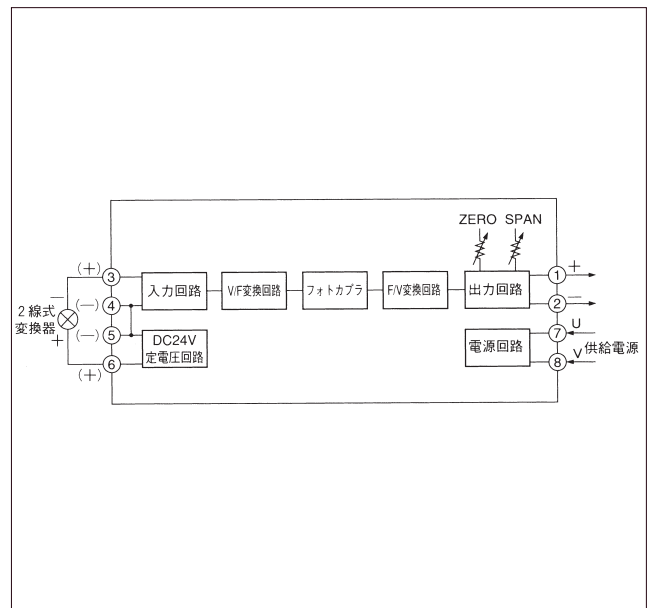 ZERO SPAN
(+) ③
入力回路
V/F変換回路
フォトカプラ
F/V変換回路
出力回路
① +
② −
− 
(−) ④
2線式
変換器
+
(−) ⑤
DC24V
定電圧回路
(+) ⑥
電源回路
⑦ U
⑧ V
供給電源